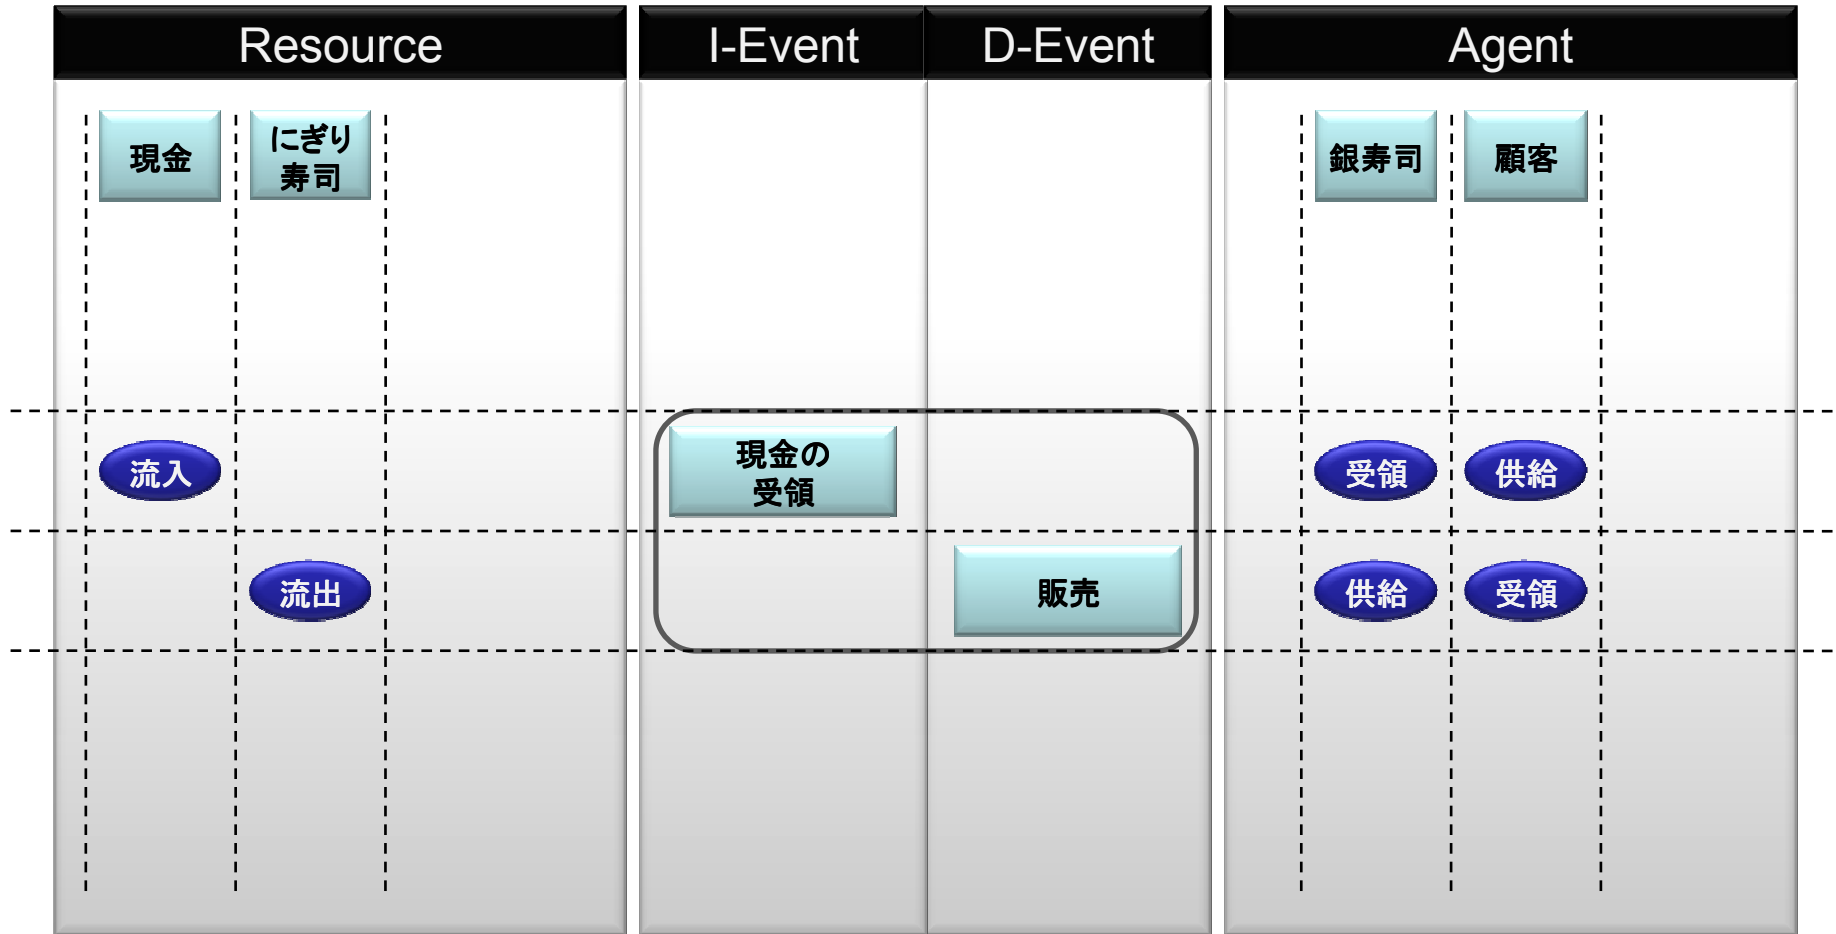 Resource
I-Event
D-Event
Agent
現金
にぎり
寿司
銀寿司
顧客
流入
現金の
受領
受領
供給
流出
販売
供給
受領